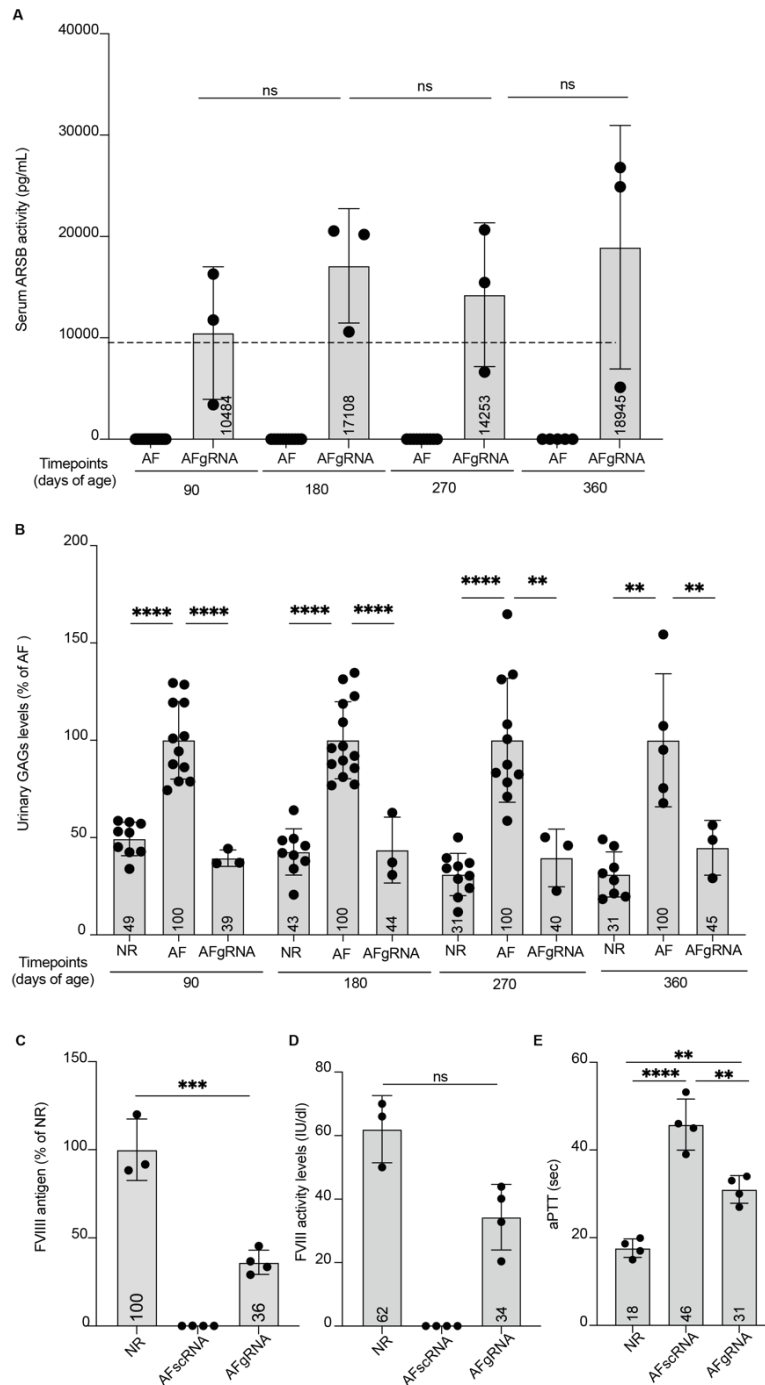 A
Serum ARSB activity (pg/mL)
40000
30000
20000
10000
0
ns
ns
ns
10484
17108
14253
18945
AF AFgRNA AF AFgRNA AF AFgRNA AF AFgRNA
Timepoints
(days of age)
90 180 270 360
B
Urinary GAGs levels (% of AF )
200
150
100
50
0
**** **** **** **** **** ** ** **
49 100 39 43 100 44 31 100 40 31 100 45
NR AF AFgRNA NR AF AFgRNA NR AF AFgRNA NR AF AFgRNA
Timepoints
(days of age)
90 180 270 360
C
FVIIII antigen (% of NR)
150
100
50
0
***
100 36
NR AFscRNA AFgRNA
D
FVIII activity levels (IU/dl)
80
60
40
20
0
ns
62 34
NR AFscRNA AFgRNA
E
aPTT (sec)
60
40
20
0
**
**** **
18 46 31
NR AFscRNA AFgRNA